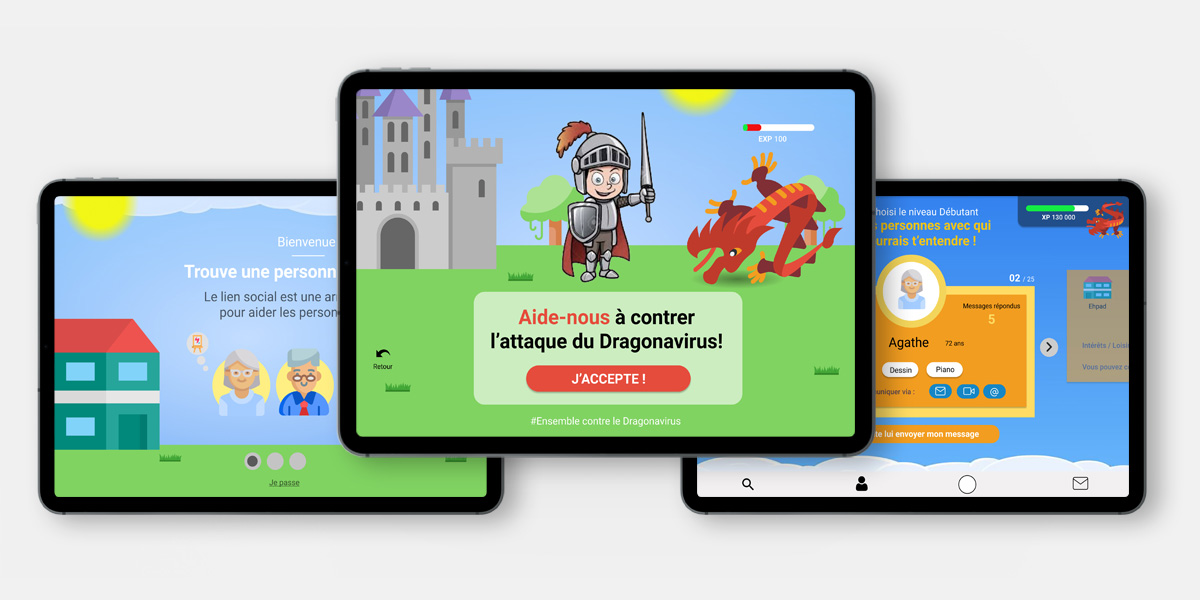 Bienvenue
Trouve une personn
Le lien social est une ar
pour aider les person
Je passe
EXP 100
Aide-nous à contrer
l’attaque du Dragonavirus!
J’ACCEPTE !
Retour
#Ensemble contre le Dragonavirus
hoisi le niveau Débutant
s personnes avec qui
urrais t’entendre !
XP 130 000
02 / 25
Messages répondus
5
Agathe
72 ans
Dessin
Piano
uniquer via :
te lui envoyer mon message
Ehpad
Intérêts / Loisi
Vous pouvez c